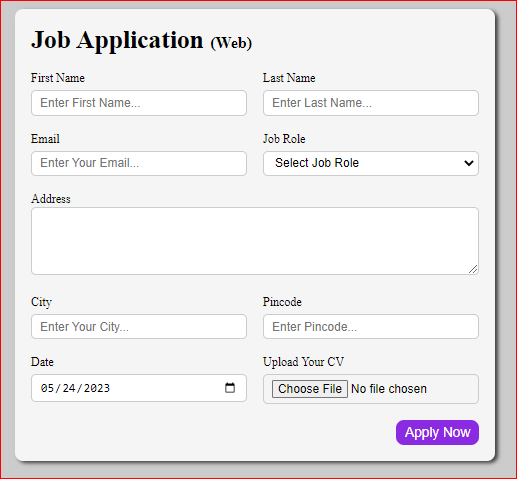 Job Application (Web)
First Name Last Name
Enter First Name... Enter Last Name...
Email Job Role
Enter Your Email... Select Job Role
Address
City Pincode
Enter Your City... Enter Pincode...
Date Upload Your CV
05/24/2023 Choose File No file chosen
Apply Now